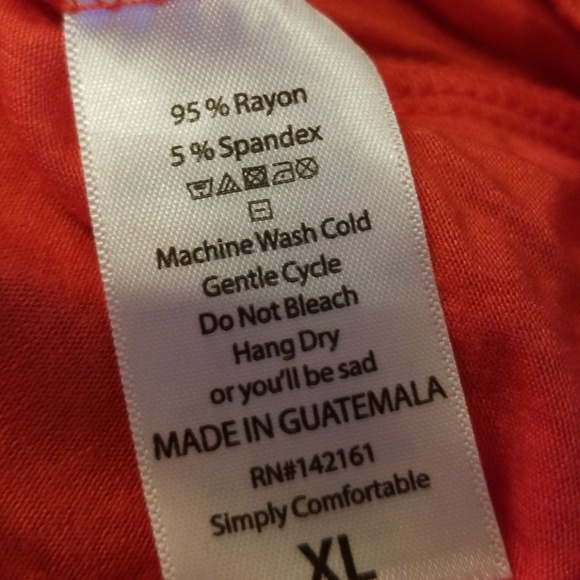 95 % Rayon
5 % Spandex
Machine Wash Cold
Gentle Cycle
Do Not Bleach
Hang Dry
or you'll be sad
MADE IN GUATEMALA
RN#142161
Simply Comfortable
XL